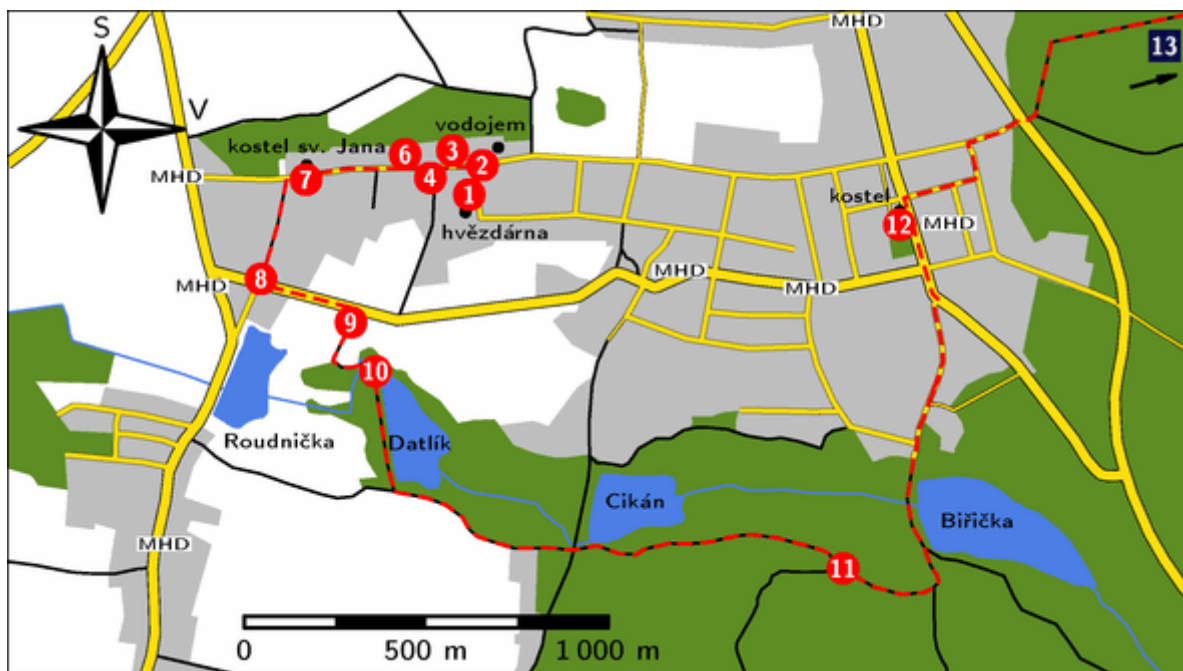 S
MHD
13
V
vodojem
kostel sv. Jana
6
3
2
MHD
7
4
1
kostel
12
MHD
hvězdárna
MHD
8
MHD
MHD
9
10
Roudnička
Datlík
Cikán
Biřička
MHD
11
0
500 m
1 000 m